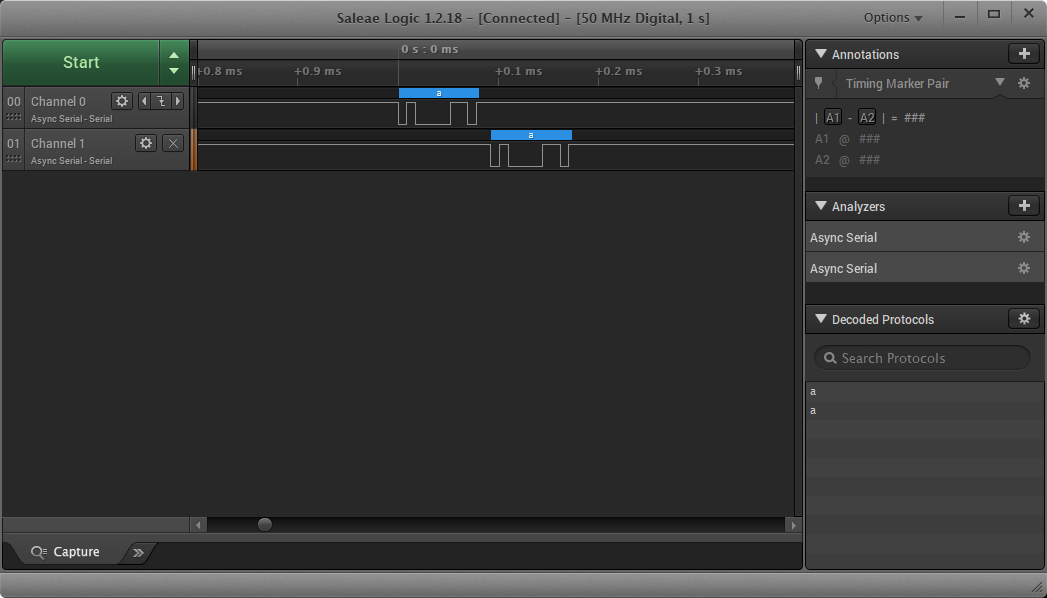 Saleae Logic 1.2.18 - [Connected] - [50 MHz Digital, 1 s]
Options
Start
0 s : 0 ms
+0.8 ms
+0.9 ms
+0.1 ms
+0.2 ms
+0.3 ms
00
Channel 0
Async Serial - Serial
a
01
Channel 1
Async Serial - Serial
a
Annotations
Timing Marker Pair
| A1 - A2 | = ###
A1 @ ###
A2 @ ###
Analyzers
Async Serial
Async Serial
Decoded Protocols
Search Protocols
a
a
Capture